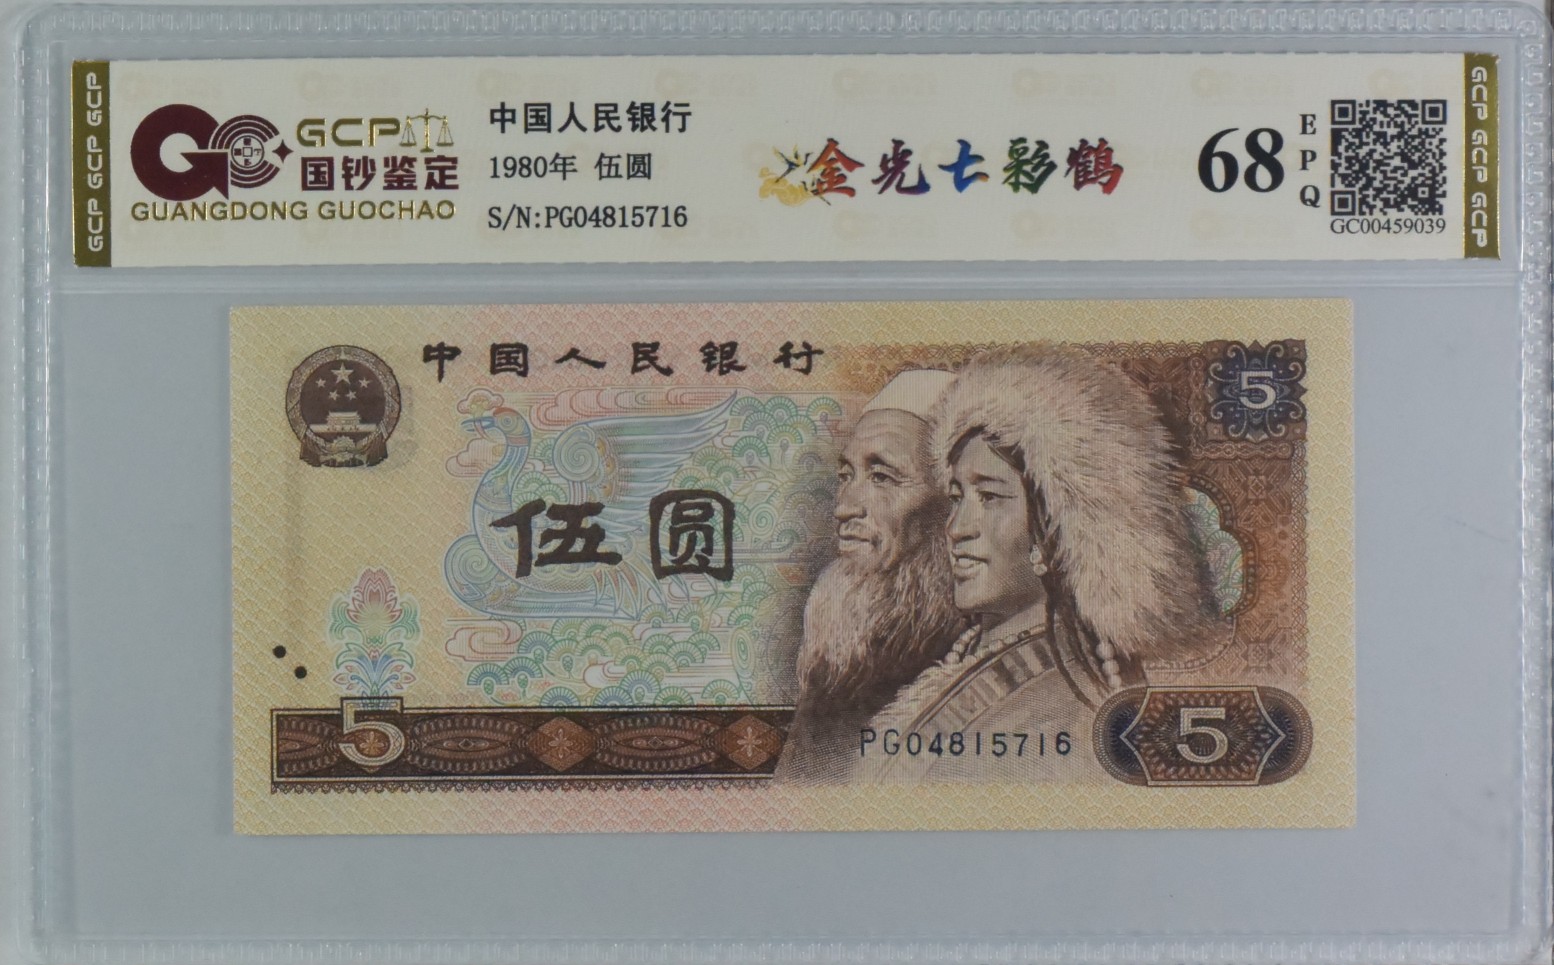 GCP GCP GCP
GCP
国钞鉴定
GUANGDONG GUOCHAO
中国人民银行
1980年 伍圆
S/N:PG04815716
金光七彩鹤
68
EPQ
GC00459039
GCP GCP GCP
中国人民银行
5
伍圆
5
PG04815716
5